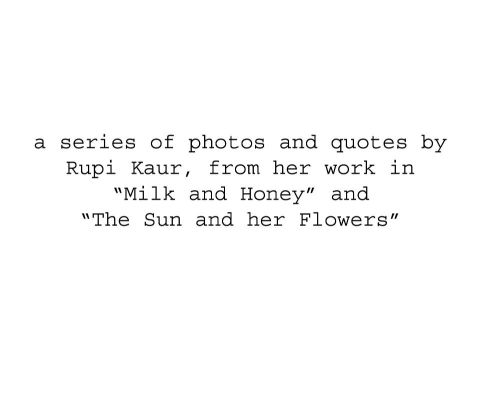 a series of photos and quotes by
Rupi Kaur, from her work in
“Milk and Honey” and
“The Sun and her Flowers”